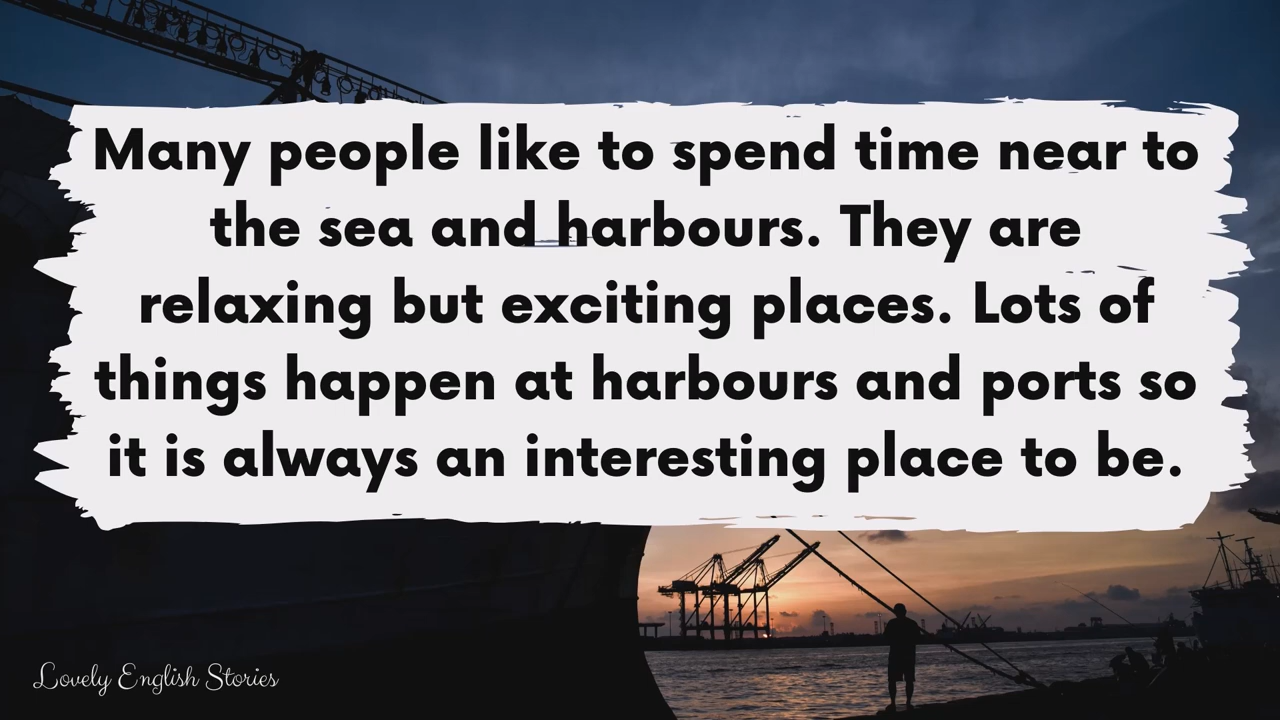 Many people like to spend time near to
the sea and harbours. They are
relaxing but exciting places. Lots of
things happen at harbours and ports so
it is always an interesting place to be.
Lovely English Stories